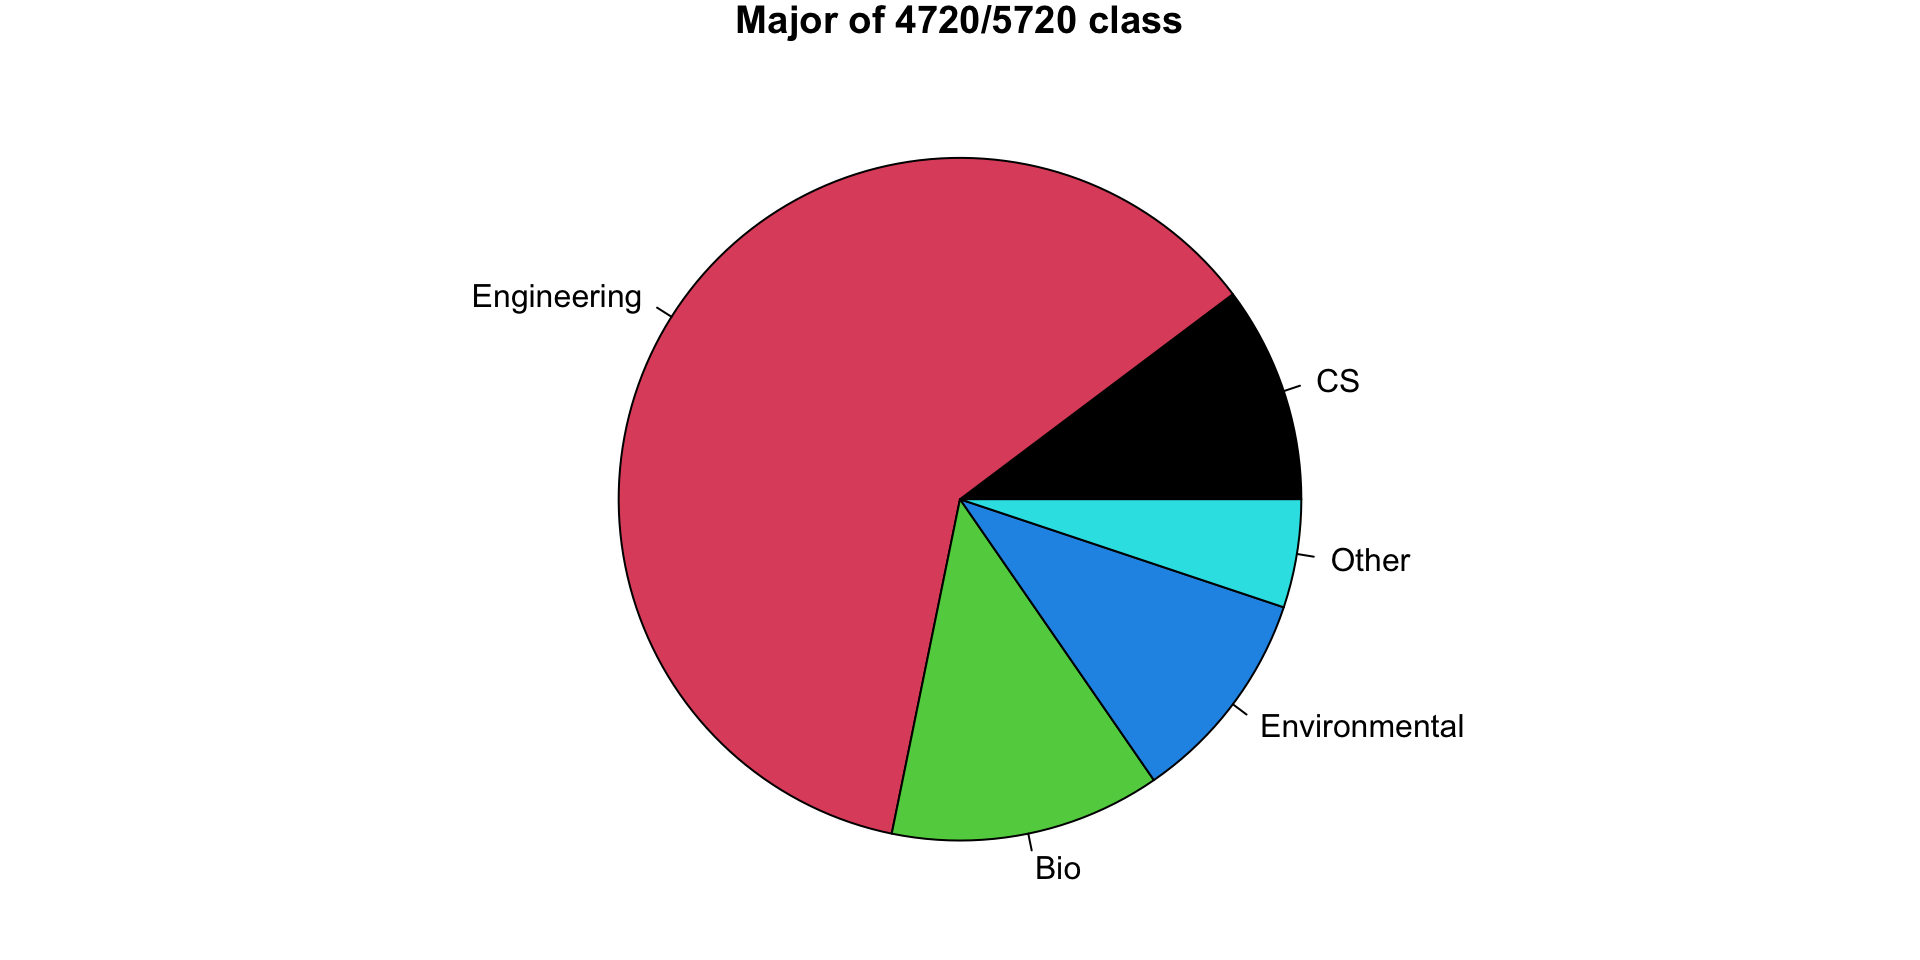 Major of 4720/5720 class
Engineering
CS
Other
Environmental
Bio